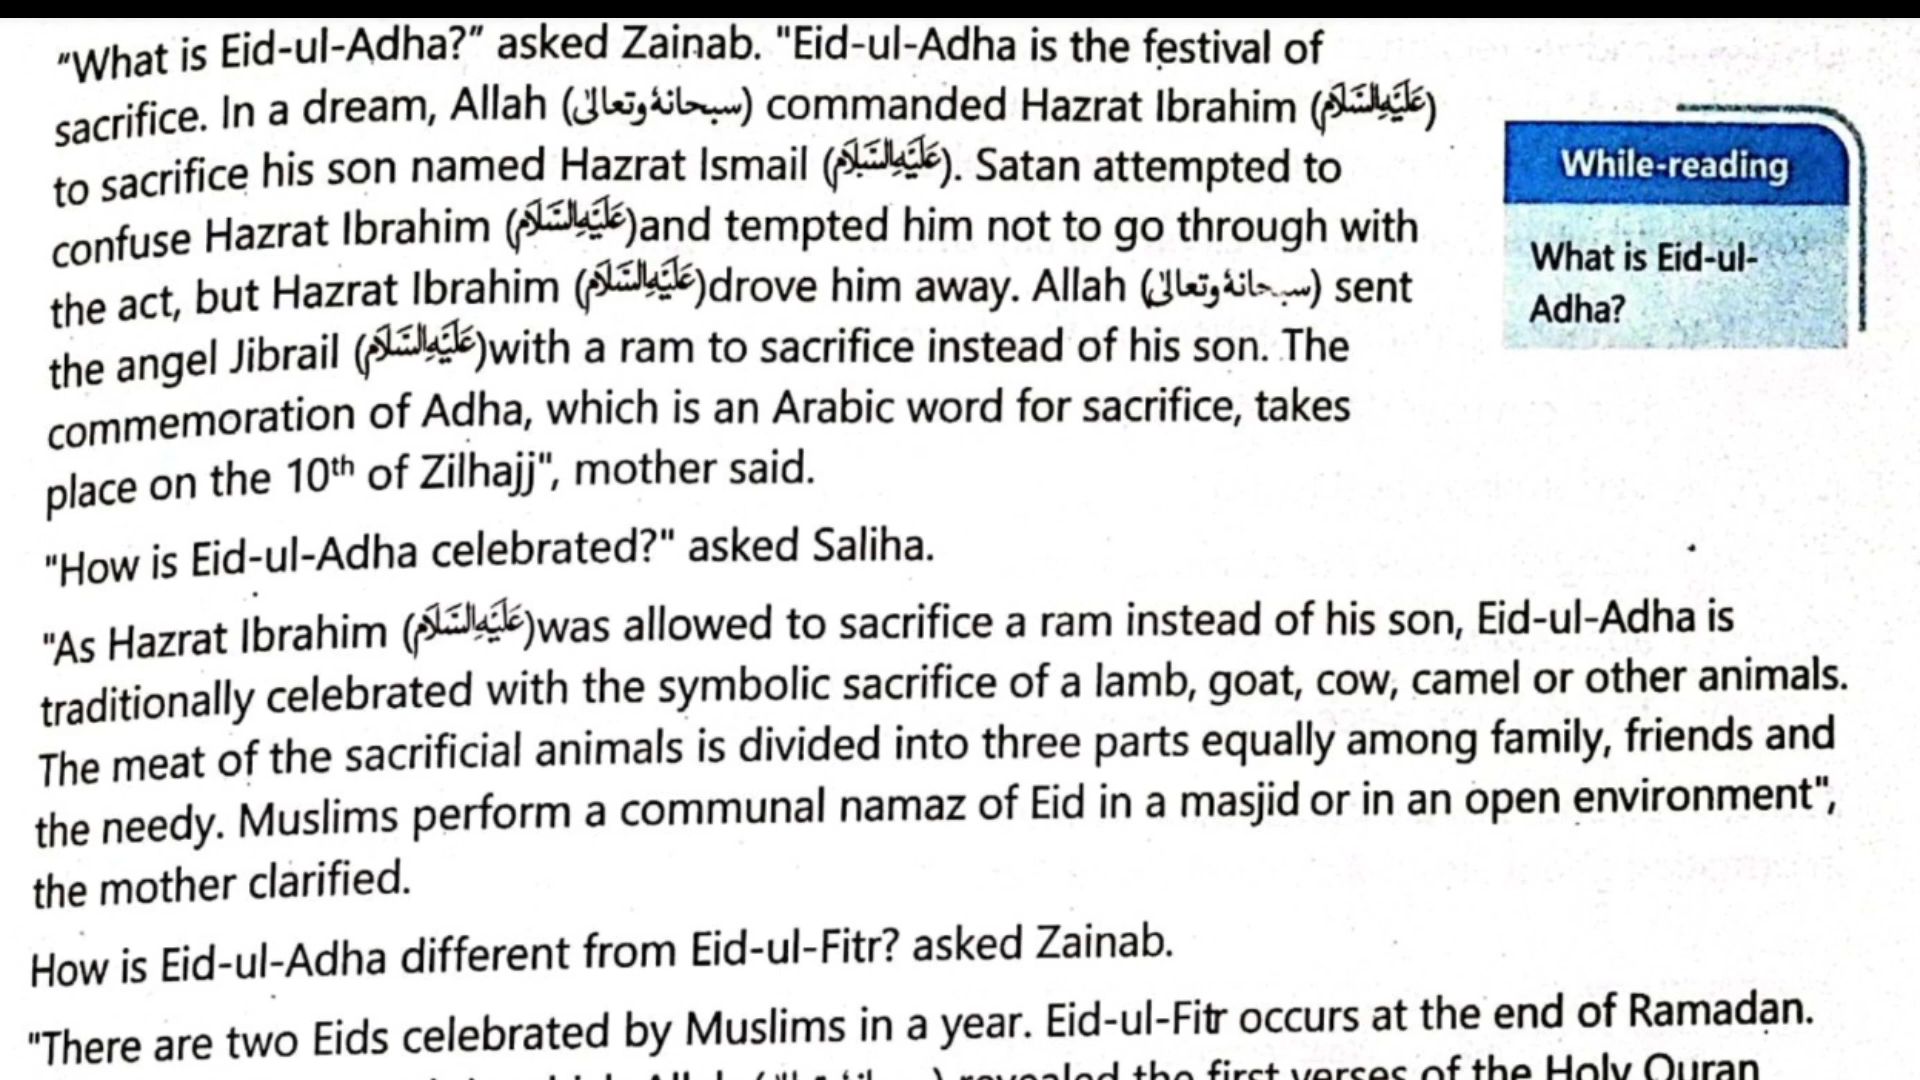 "What is Eid-ul-Adha?" asked Zainab. "Eid-ul-Adha is the festival of
sacrifice. In a dream, Allah (سبحانہٗ وتعالیٰ) commanded Hazrat Ibrahim (عَلَيْهِ السَّلَام)
to sacrifice his son named Hazrat Ismail (عَلَيْهِ السَّلَام). Satan attempted to
confuse Hazrat Ibrahim (عَلَيْهِ السَّلَام)and tempted him not to go through with
the act, but Hazrat Ibrahim (عَلَيْهِ السَّلَام)drove him away. Allah (سبحانہٗ وتعالیٰ) sent
the angel Jibrail (عَلَيْهِ السَّلَام)with a ram to sacrifice instead of his son. The
commemoration of Adha, which is an Arabic word for sacrifice, takes
place on the 10th of Zilhajj", mother said.
While-reading
What is Eid-ul-
Adha?
"How is Eid-ul-Adha celebrated?" asked Saliha.
"As Hazrat Ibrahim (عَلَيْهِ السَّلَام)was allowed to sacrifice a ram instead of his son, Eid-ul-Adha is
traditionally celebrated with the symbolic sacrifice of a lamb, goat, cow, camel or other animals.
The meat of the sacrificial animals is divided into three parts equally among family, friends and
the needy. Muslims perform a communal namaz of Eid in a masjid or in an open environment",
the mother clarified.
How is Eid-ul-Adha different from Eid-ul-Fitr? asked Zainab.
"There are two Eids celebrated by Muslims in a year. Eid-ul-Fitr occurs at the end of Ramadan.
Allah revealed the first verses of the Holy Quran